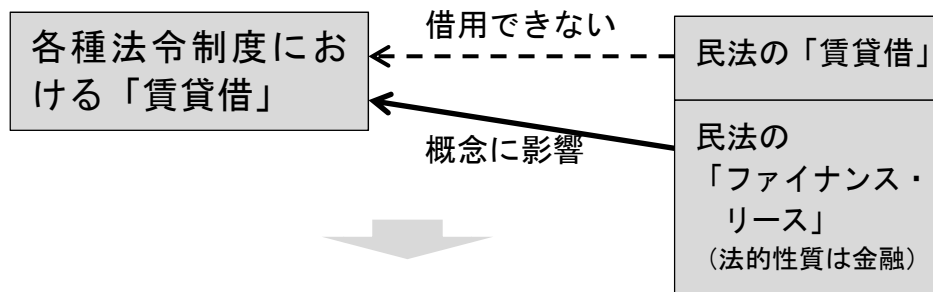 各種法令制度にお
ける「賃貸借」
借用できない
概念に影響
民法の「賃貸借」
民法の
「ファイナンス・
リース」
（法的性質は金融）